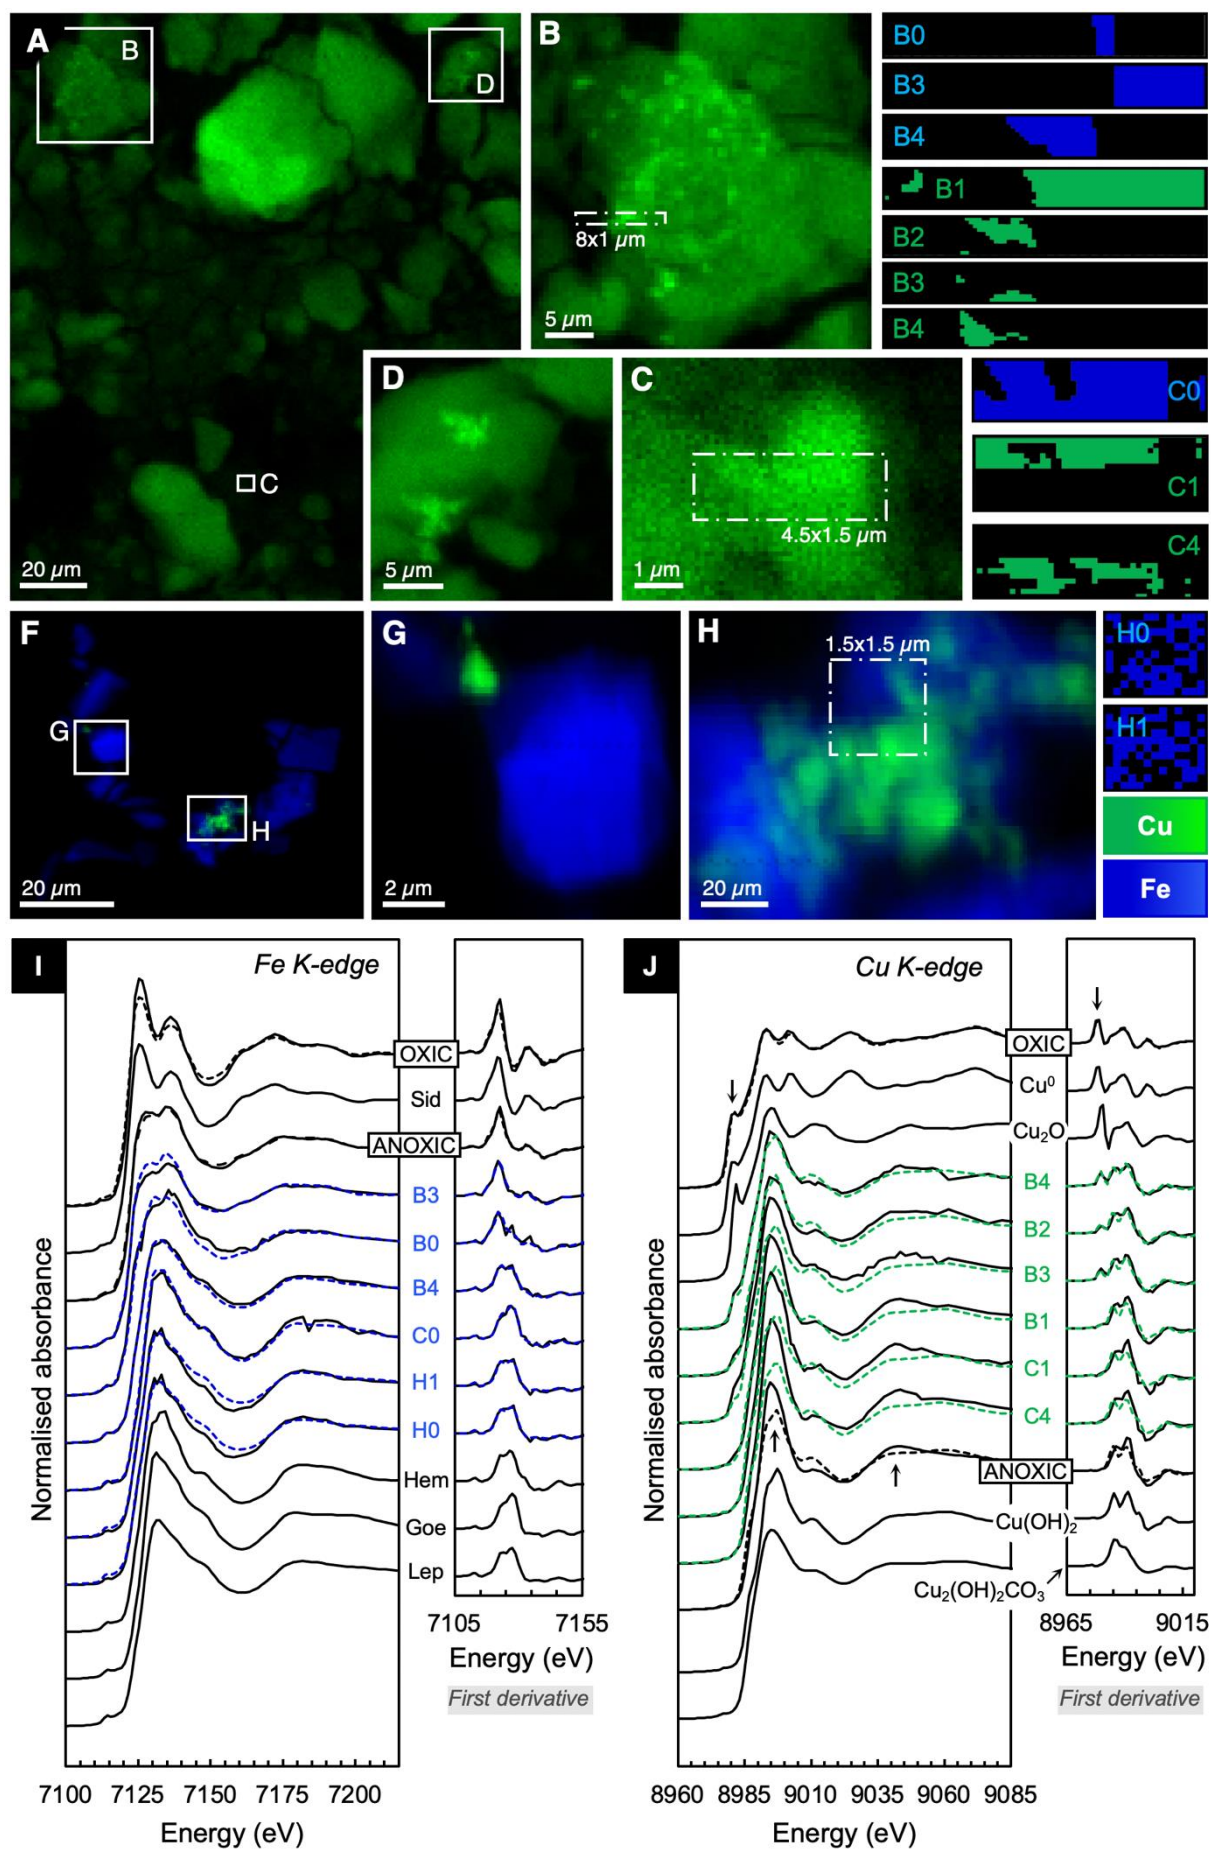 A
B
D
C
20 µm
B
8x1 µm
5 µm
B0
B3
B4
B1
B2
B3
B4
D
5 µm
C
4.5x1.5 µm
1 µm
C0
C1
C4
F
G
H
20 µm
G
2 µm
H
1.5x1.5 µm
20 µm
H0
H1
Cu
Fe
I
Fe K-edge
Normalised absorbance
OXIC
Sid
ANOXIC
B3
B0
B4
C0
H1
H0
Hem
Goe
Lep
7100 7125 7150 7175 7200
Energy (eV)
7105 7155
Energy (eV)
First derivative
J
Cu K-edge
Normalised absorbance
OXIC
Cu⁰
Cu₂O
B4
B2
B3
B1
C1
C4
ANOXIC
Cu(OH)₂
Cu₂(OH)₂CO₃
8960 8985 9010 9035 9060 9085
Energy (eV)
8965 9015
Energy (eV)
First derivative